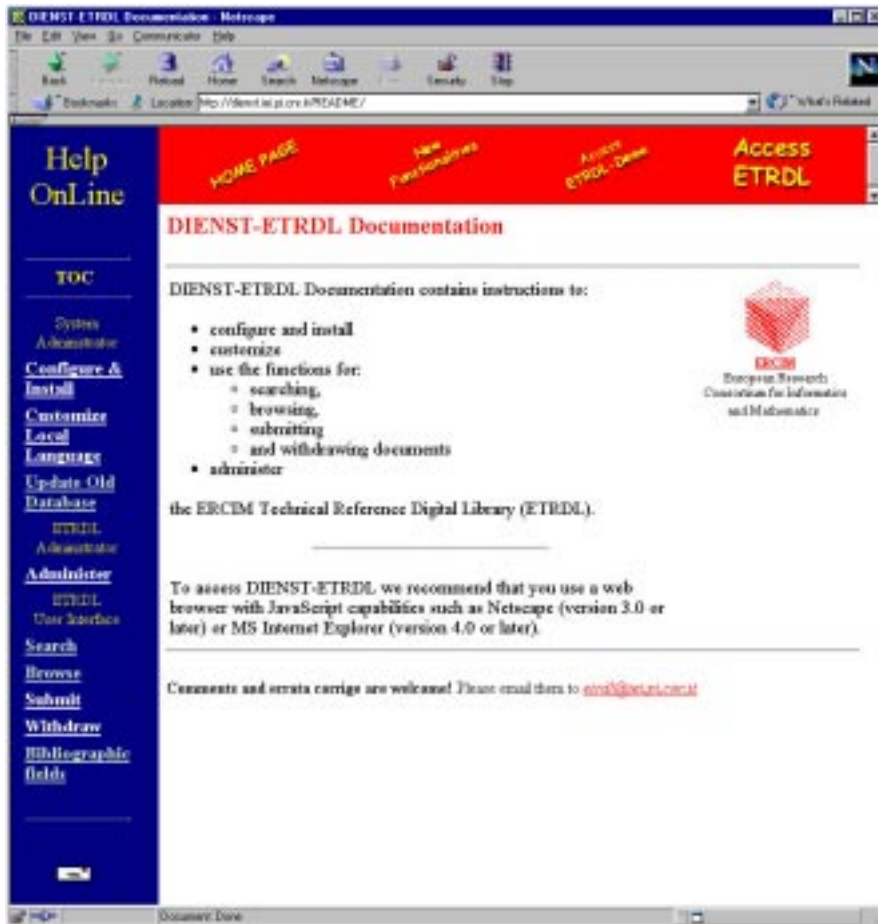 DIENST-ETRDL Documentation - Netscape
File Edit View Go Communicator Help
Back Reload Home Search Netscape Security Stop
Bookmarks Location: What's Related
Help
OnLine
HOME PAGE
New
Functionalities
Access
ETRDL-Demo
Access
ETRDL
DIENST-ETRDL Documentation
TOC
System
Administrator
Configure &
Install
Customize
Local
Language
Update Old
Database
ETRDL
Administrator
Administer
ETRDL
User Interface
Search
Browse
Submit
Withdraw
Bibliographic
fields
DIENST-ETRDL Documentation contains instructions to:
configure and install
customize
use the functions for:
searching,
browsing,
submitting
and withdrawing documents
administer
the ERCIM Technical Reference Digital Library (ETRDL).
ERCIM
European Research
Consortium for Informatics
and Mathematics
To access DIENST-ETRDL we recommend that you use a web
browser with JavaScript capabilities such as Netscape (version 3.0 or
later) or MS Internet Explorer (version 4.0 or later).
Comments and errata corrige are welcome! Please email them to
Document: Done